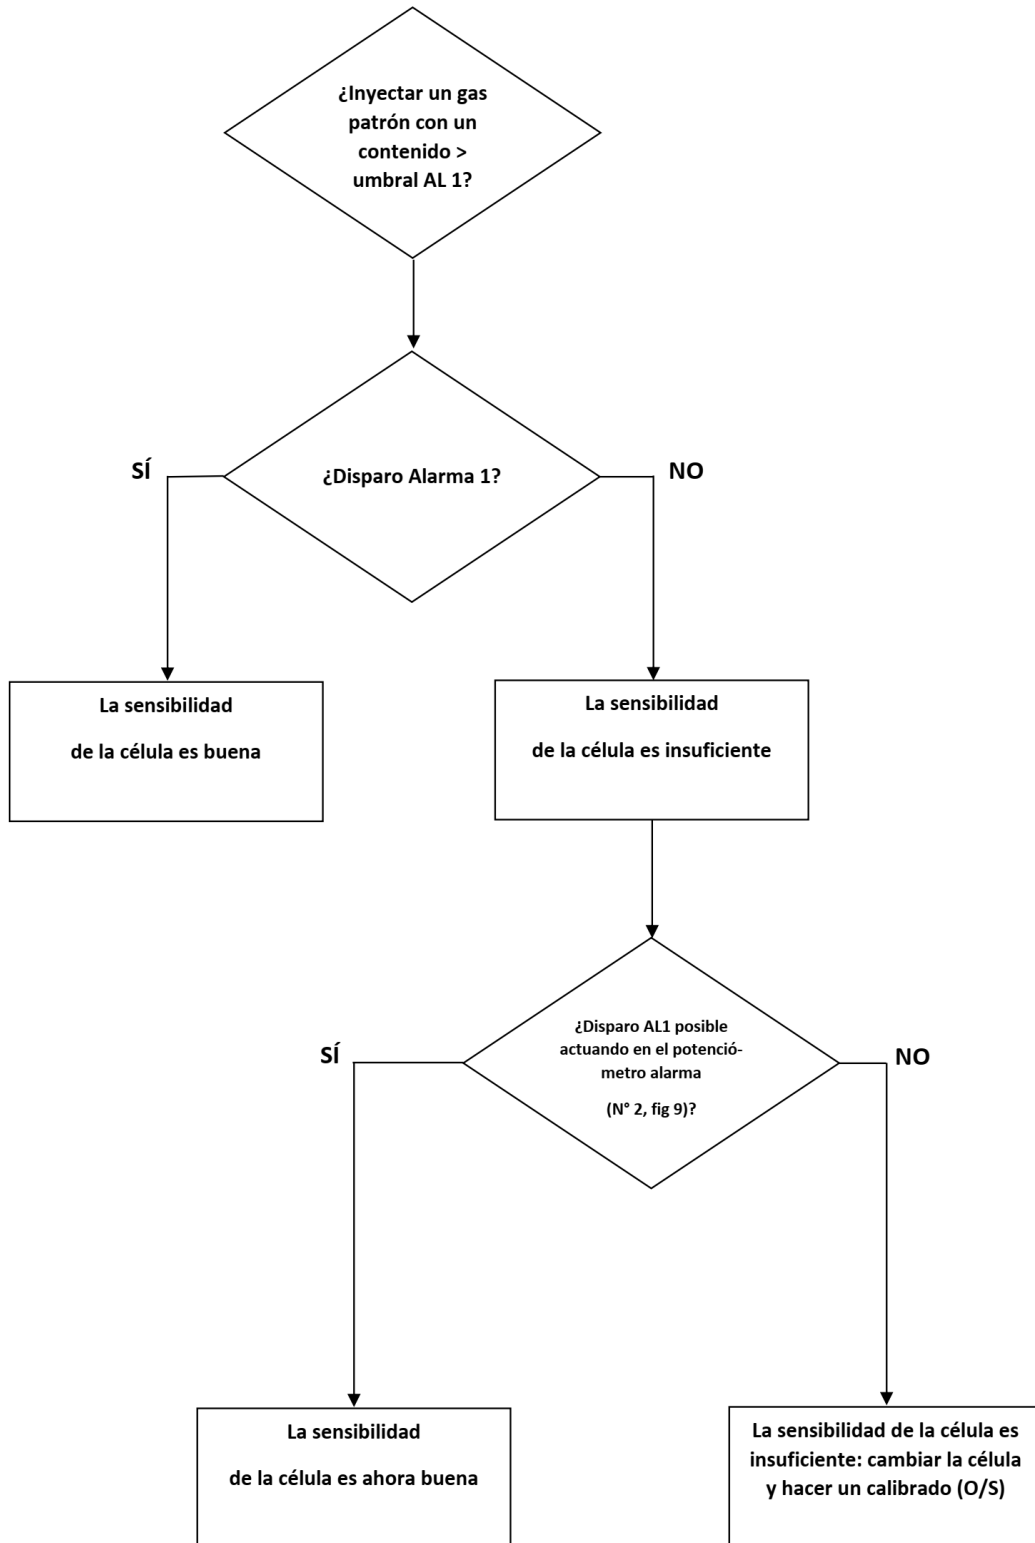 ¿Inyectar un gas
patrón con un
contenido >
umbral AL 1?
¿Disparo Alarma 1?
SÍ
NO
La sensibilidad
de la célula es buena
La sensibilidad
de la célula es insuficiente
¿Disparo AL1 posible
actuando en el potenció-
metro alarma
(N° 2, fig 9)?
SÍ
NO
La sensibilidad
de la célula es ahora buena
La sensibilidad de la célula es
insuficiente: cambiar la célula
y hacer un calibrado (O/S)